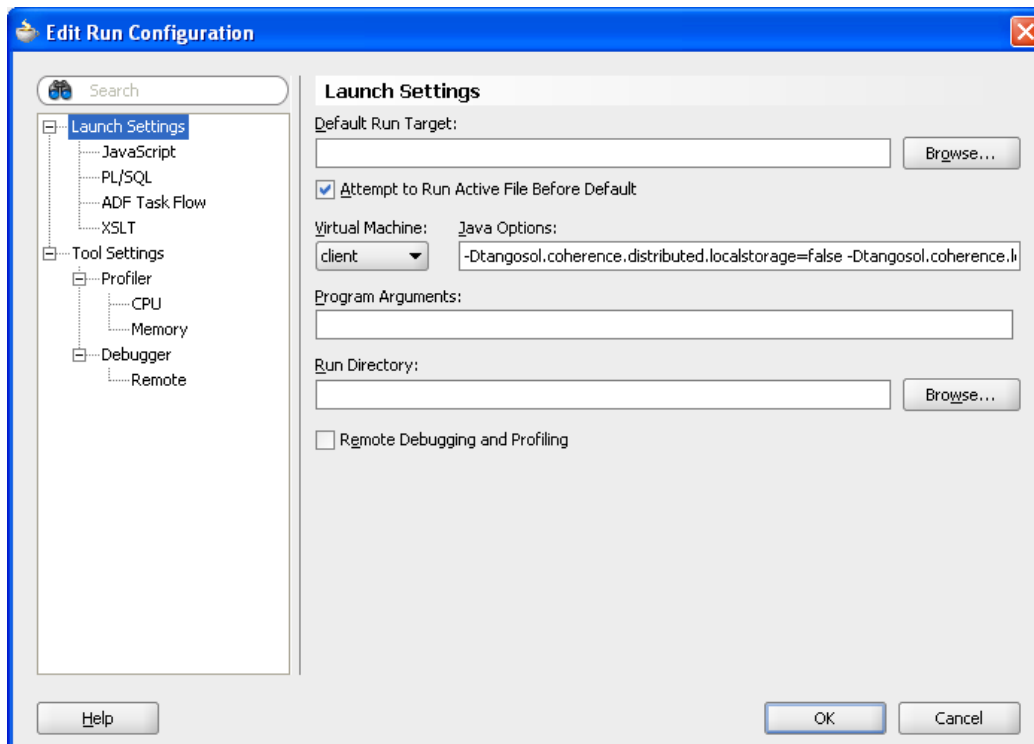 Edit Run Configuration
Search
Launch Settings
JavaScript
PL/SQL
ADF Task Flow
XSLT
Tool Settings
Profiler
CPU
Memory
Debugger
Remote
Launch Settings
Default Run Target:
Browse...
Attempt to Run Active File Before Default
Virtual Machine: Java Options:
client -Dtangosol.coherence.distributed.localstorage=false -Dtangosol.coherence.
Program Arguments:
Run Directory:
Browse...
Remote Debugging and Profiling
Help OK Cancel